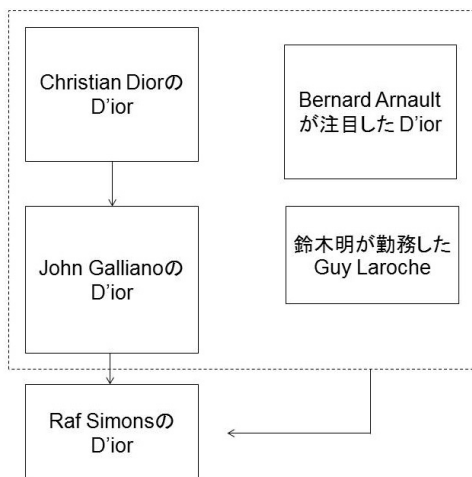 Christian Diorの
D’ior
Bernard Arnault
が注目した D’ior
John Gallianoの
D’ior
鈴木明が勤務した
Guy Laroche
Raf Simonsの
D’ior